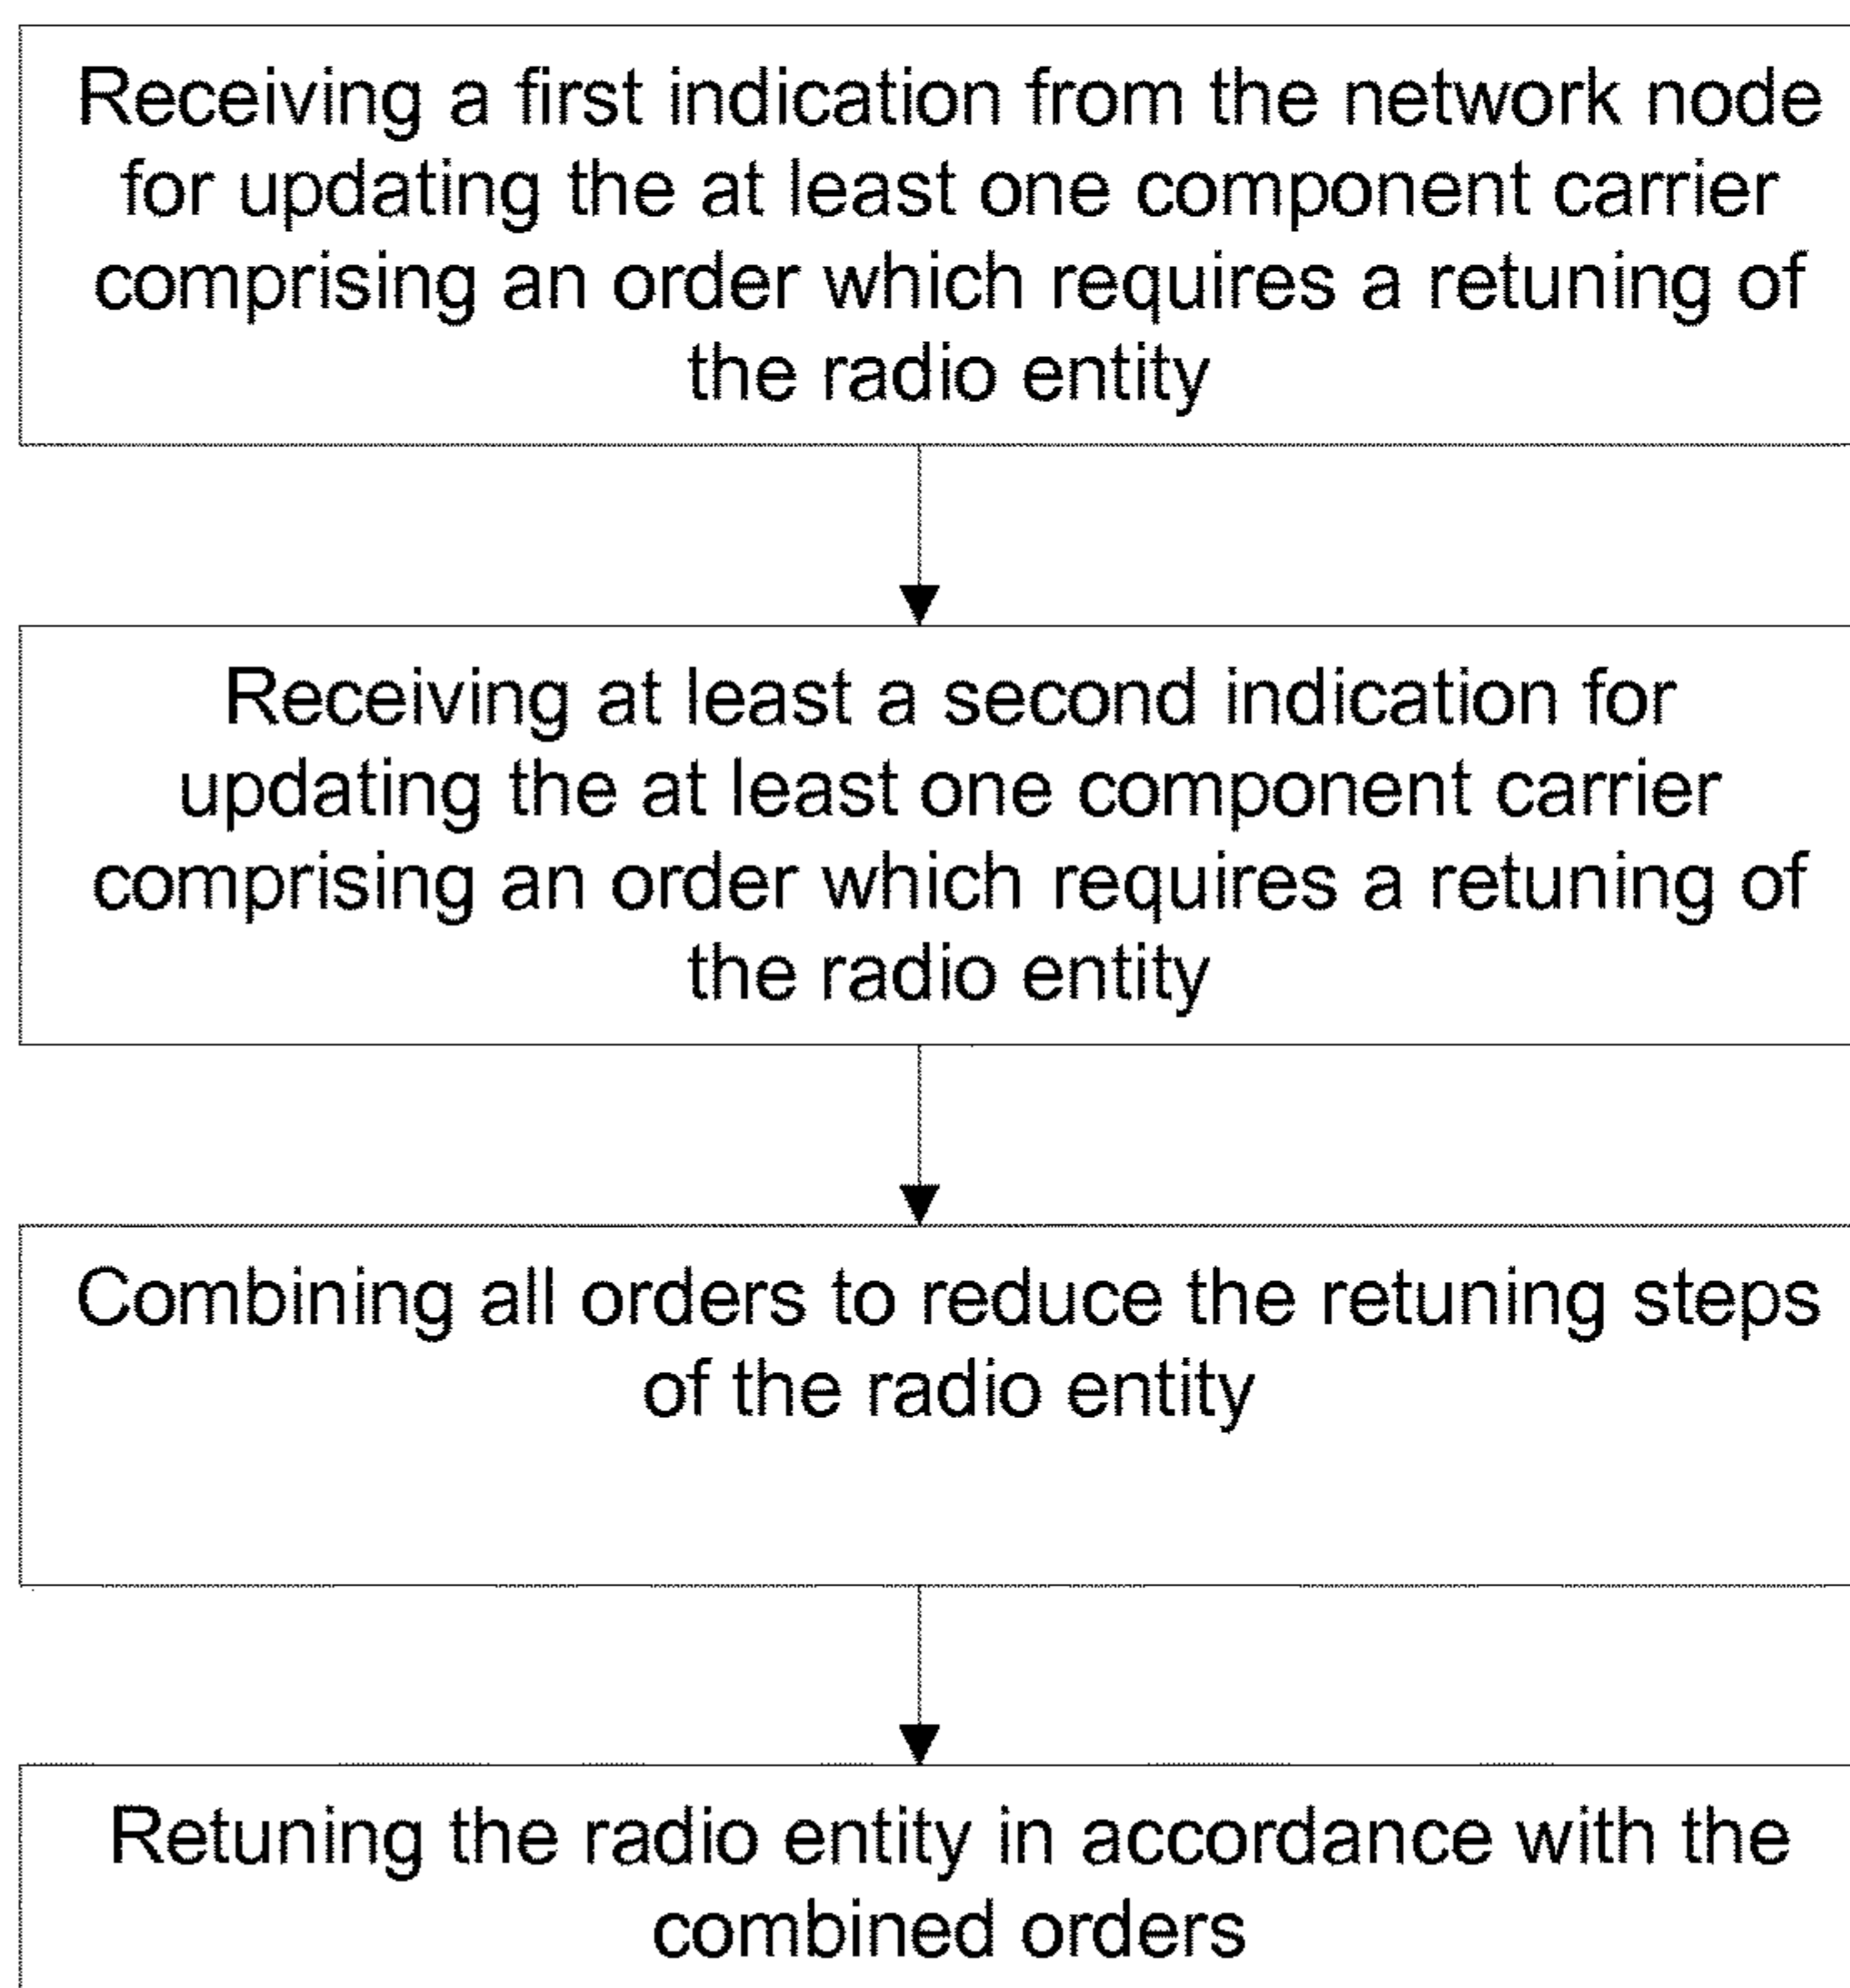 Receiving a first indication from the network node
for updating the at least one component carrier
comprising an order which requires a retuning of
the radio entity
Receiving at least a second indication for
updating the at least one component carrier
comprising an order which requires a retuning of
the radio entity
Combining all orders to reduce the retuning steps
of the radio entity
Retuning the radio entity in accordance with the
combined orders